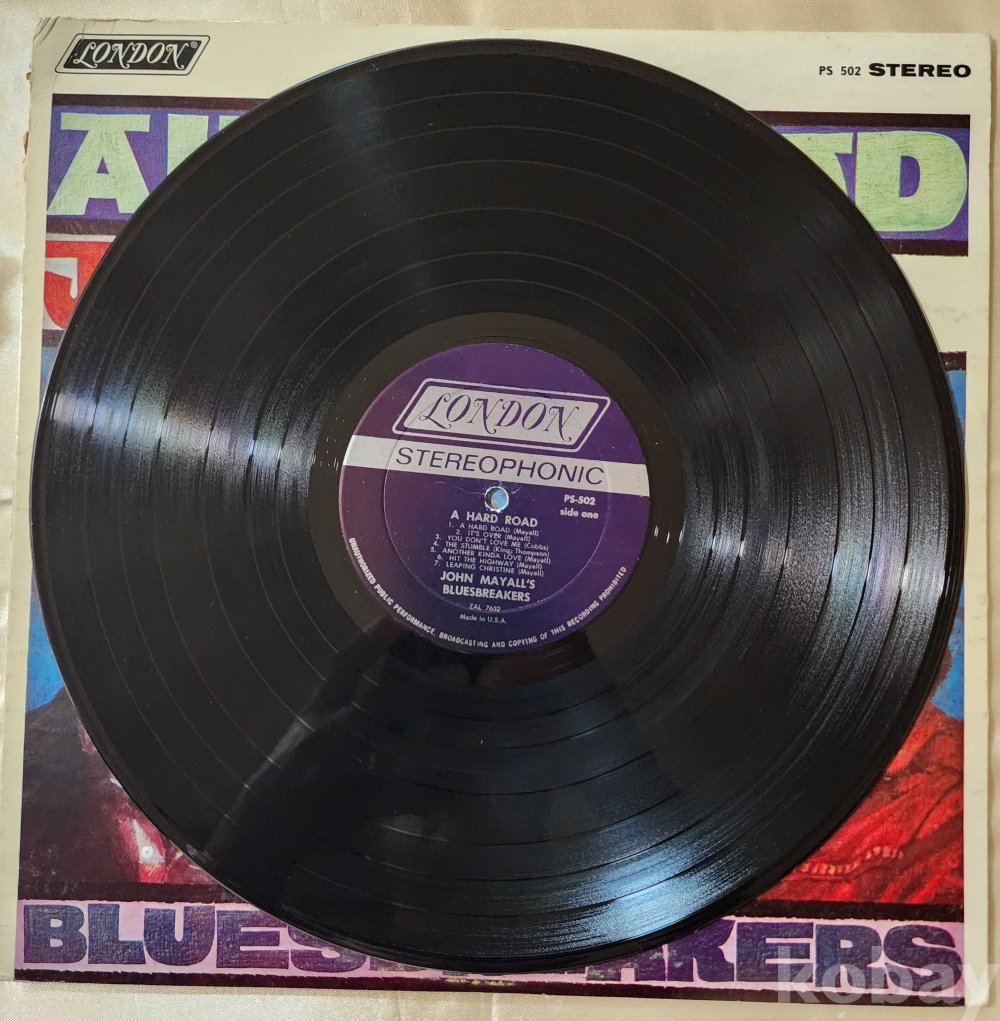 LONDON®
PS 502 STEREO
LONDON
STEREOPHONIC
PS-502
side one
A HARD ROAD
1. A HARD ROAD (Mayall)
2. IT'S OVER (Mayall)
3. YOU DON'T LOVE ME (Cobbs)
4. THE STUMBLE (King; Thompson)
5. ANOTHER KINDA LOVE (Mayall)
6. HIT THE HIGHWAY (Mayall)
7. LEAPING CHRISTINE (Mayall)
JOHN MAYALL'S
BLUESBREAKERS
ZAL 7652
Made in U.S.A.
UNAUTHORIZED PUBLIC PERFORMANCE, BROADCASTING AND COPYING OF THIS RECORDING PROHIBITED
kobay